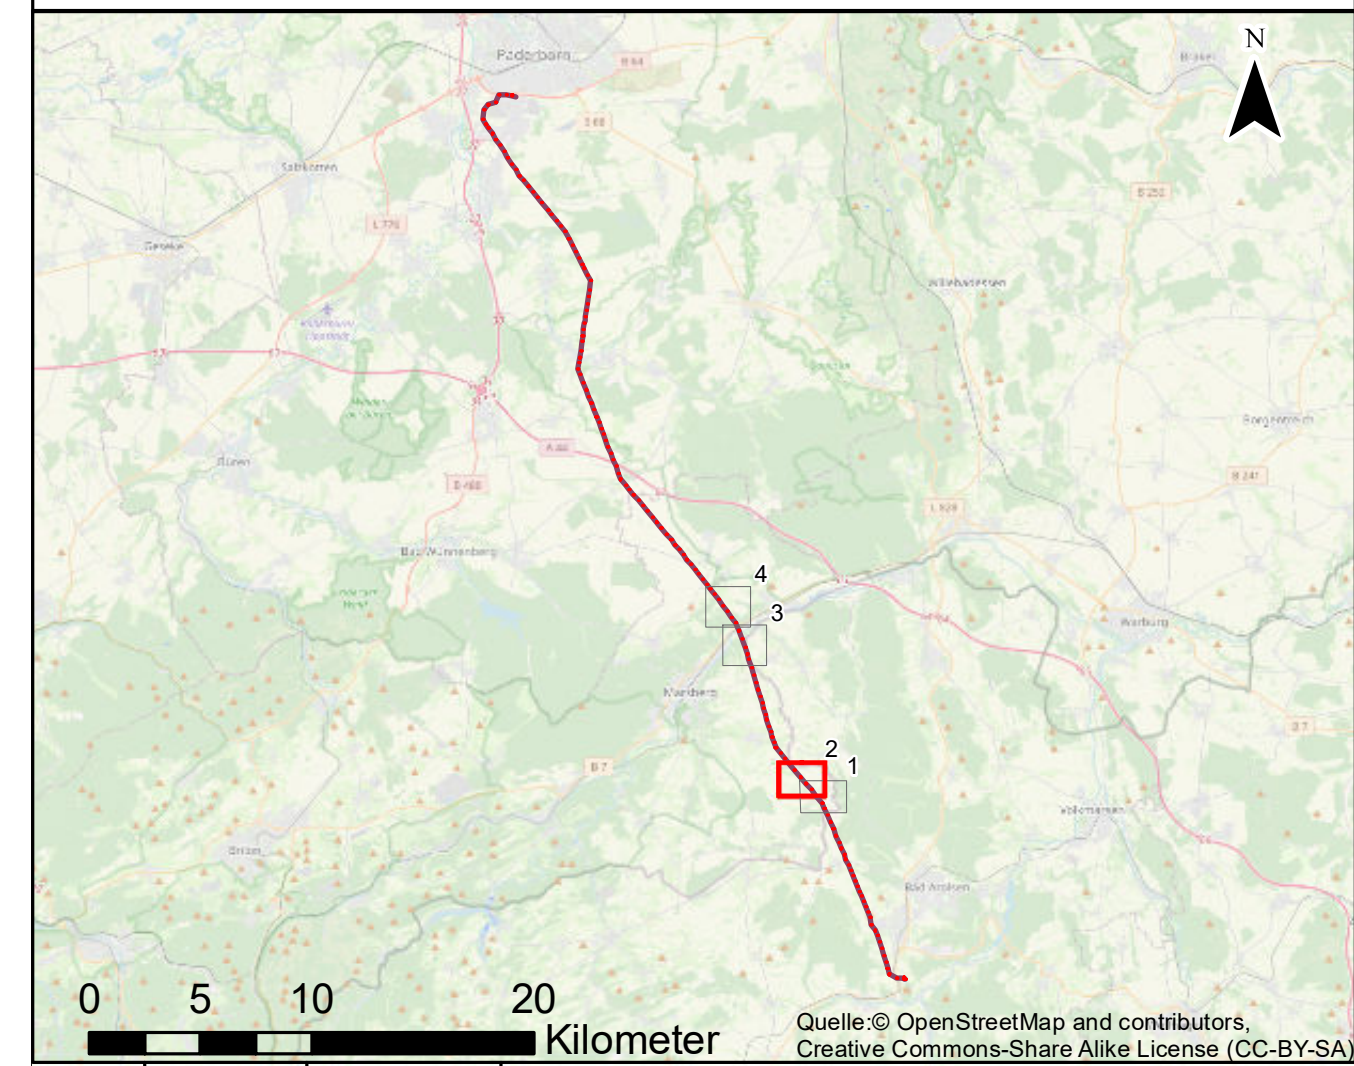 N
Paderborn
B 64
Brakel
B 68
Salzkotten
B 252
L 776
Geseke
Willebadessen
Borgentreich
Büren
A 44
B 480
B 241
L 828
Bad Wünnenberg
4
3
Warburg
Marsberg
B 7
2
1
B 7
Volkmarsen
Brilon
Bad Arolsen
0 5 10 20
Kilometer
Quelle:© OpenStreetMap and contributors,
Creative Commons-Share Alike License (CC-BY-SA)